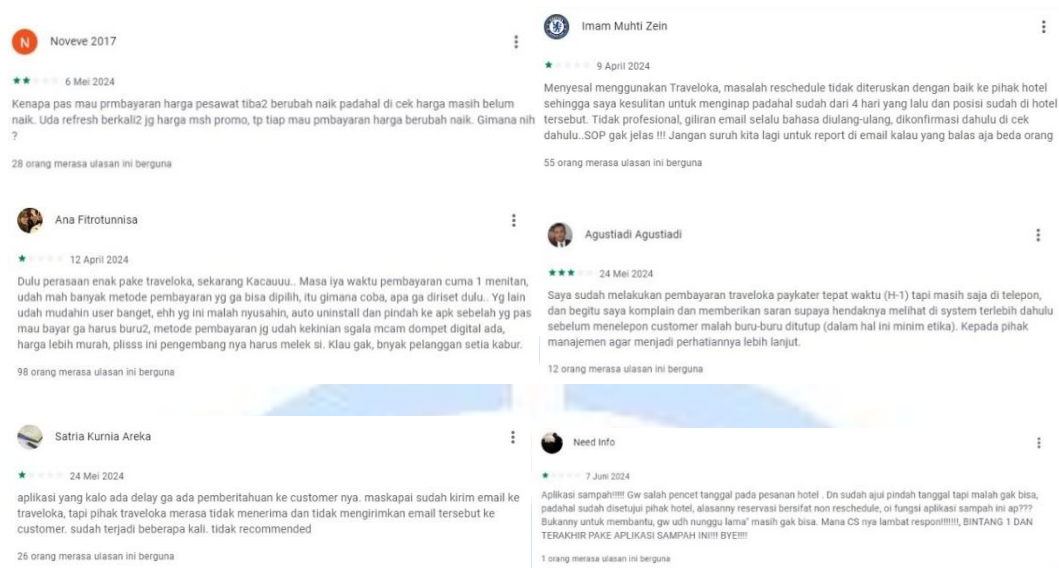 Noveve 2017
6 Mei 2024
Kenapa pas mau prmbayaran harga pesawat tiba2 berubah naik padahal di cek harga masih belum
naik. Uda refresh berkali2 jg harga msh promo, tp tiap mau pmbayaran harga berubah naik. Gimana nih
?
28 orang merasa ulasan ini berguna
Imam Muhti Zein
9 April 2024
Menyesal menggunakan Traveloka, masalah reschedule tidak diteruskan dengan baik ke pihak hotel
sehingga saya kesulitan untuk menginap padahal sudah dari 4 hari yang lalu dan posisi sudah di hotel
tersebut. Tidak profesional, giliran email selalu bahasa diulang-ulang, dikonfirmasi dahulu di cek
dahulu..SOP gak jelas !!! Jangan suruh kita lagi untuk report di email kalau yang balas aja beda orang
55 orang merasa ulasan ini berguna
Ana Fitrotunnisa
12 April 2024
Dulu perasaan enak pake traveloka, sekarang Kacauuu.. Masa iya waktu pembayaran cuma 1 menitan,
udah mah banyak metode pembayaran yg ga bisa dipilih, itu gimana coba, apa ga diriset dulu.. Yg lain
udah mudahin user banget, ehh yg ini malah nyusahin, auto uninstall dan pindah ke apk sebelah yg pas
mau bayar ga harus buru2, metode pembayaran jg udah kekinian sgala mcam dompet digital ada,
harga lebih murah, plisss ini pengembang nya harus melek si. Klau gak, bnyak pelanggan setia kabur.
98 orang merasa ulasan ini berguna
Agustiadi Agustiadi
24 Mei 2024
Saya sudah melakukan pembayaran traveloka paykater tepat waktu (H-1) tapi masih saja di telepon,
dan begitu saya komplain dan memberikan saran supaya hendaknya melihat di system terlebih dahulu
sebelum menelepon customer malah buru-buru ditutup (dalam hal ini minim etika). Kepada pihak
manajemen agar menjadi perhatiannya lebih lanjut.
12 orang merasa ulasan ini berguna
Satria Kurnia Areka
24 Mei 2024
aplikasi yang kalo ada delay ga ada pemberitahuan ke customer nya. maskapai sudah kirim email ke
traveloka, tapi pihak traveloka merasa tidak menerima dan tidak mengirimkan email tersebut ke
customer. sudah terjadi beberapa kali. tidak recommended
26 orang merasa ulasan ini berguna
Need Info
7 Juni 2024
Aplikasi sampah!!!!! Gw salah pencet tanggal pada pesanan hotel . Dn sudah ajui pindah tanggal tapi malah gak bisa,
padahal sudah disetujui pihak hotel, alasanny reservasi bersifat non reschedule, oi fungsi aplikasi sampah ini ap???
Bukanny untuk membantu, gw udh nunggu lama" masih gak bisa. Mana CS nya lambat respon!!!!!!!, BINTANG 1 DAN
TERAKHIR PAKE APLIKASI SAMPAH INI!!! BYE!!!!
1 orang merasa ulasan ini berguna